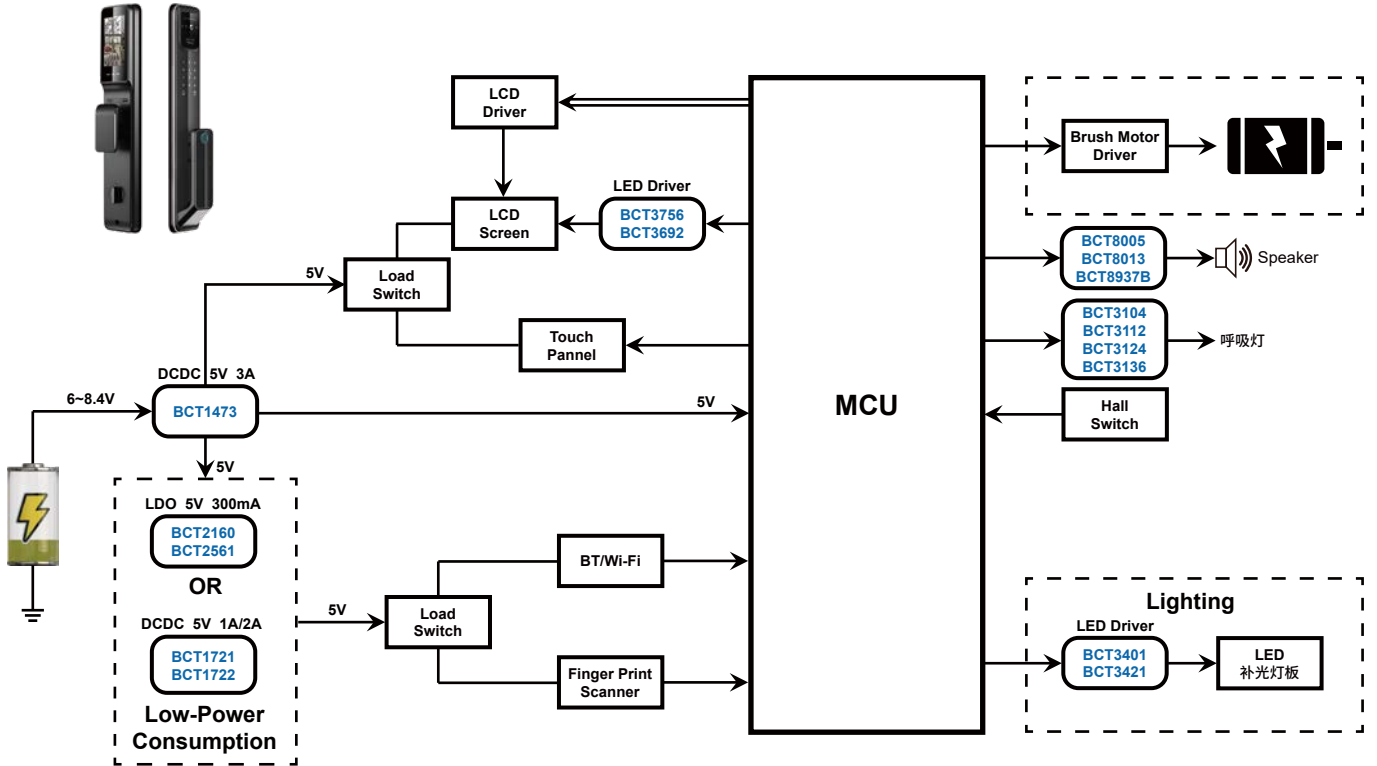 LCD
Driver
LCD
Screen
LED Driver
BCT3756
BCT3692
5V
Load
Switch
Touch
Pannel
DCDC 5V 3A
6~8.4V
BCT1473
5V
5V
LDO 5V 300mA
BCT2160
BCT2561
OR
DCDC 5V 1A/2A
BCT1721
BCT1722
Low-Power
Consumption
5V
Load
Switch
BT/Wi-Fi
Finger Print
Scanner
MCU
Brush Motor
Driver
BCT8005
BCT8013
BCT8937B
Speaker
BCT3104
BCT3112
BCT3124
BCT3136
呼吸灯
Hall
Switch
Lighting
LED Driver
BCT3401
BCT3421
LED
补光灯板